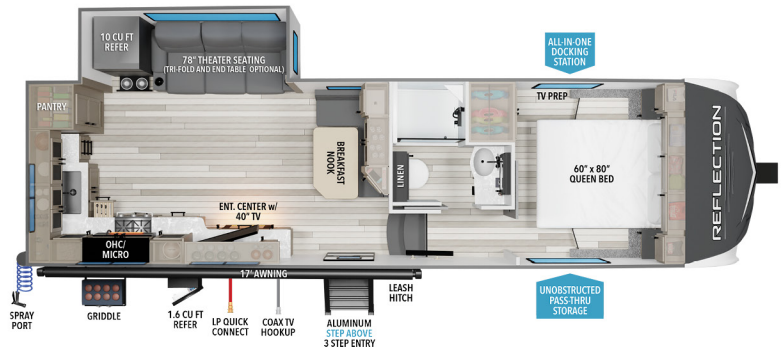 10 CU FT
REFER
78" THEATER SEATING
(TRI-FOLD AND END TABLE OPTIONAL)
ALL-IN-ONE
DOCKING
STATION
PANTRY
TV PREP
BREAKFAST
NOOK
LINEN
60" x 80"
QUEEN BED
REFLECTION
ENT. CENTER w/
40" TV
OHC/
MICRO
17' AWNING
SPRAY
PORT
GRIDDLE
1.6 CU FT
REFER
LP QUICK
CONNECT
COAX TV
HOOKUP
ALUMINUM
STEP ABOVE
3 STEP ENTRY
LEASH
HITCH
UNOBSTRUCTED
PASS-THRU
STORAGE